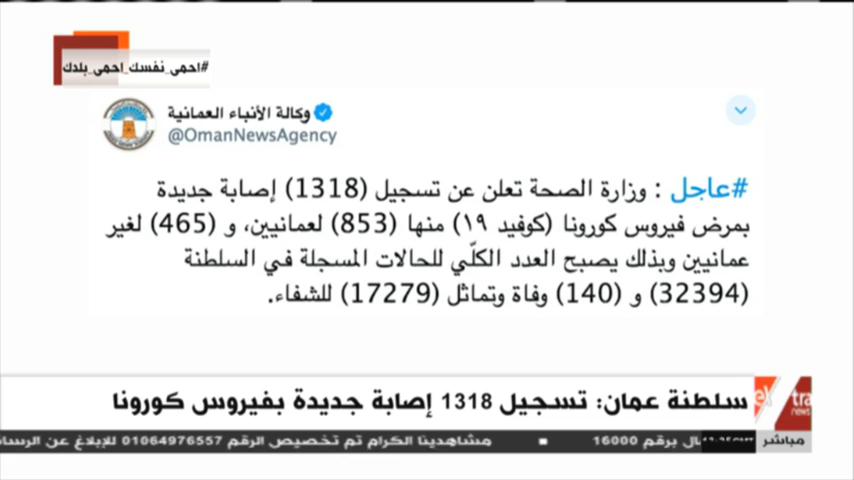 #احمى_نفسك_احمى_بلدك
وكالة الأنباء العمانية
@OmanNewsAgency
#عاجل : وزارة الصحة تعلن عن تسجيل (1318) إصابة جديدة
بمرض فيروس كورونا (كوفيد ١٩) منها (853) لعمانيين، و (465) لغير
عمانيين وبذلك يصبح العدد الكلّي للحالات المسجلة في السلطنة
(32394) و (140) وفاة وتماثل (17279) للشفاء.
سلطنة عمان: تسجيل 1318 إصابة جديدة بفيروس كورونا
مباشر
ال برقم 16000 ■ مشاهدينا الكرام تم تخصيص الرقم 01064976557 للإبلاغ عن الرسا